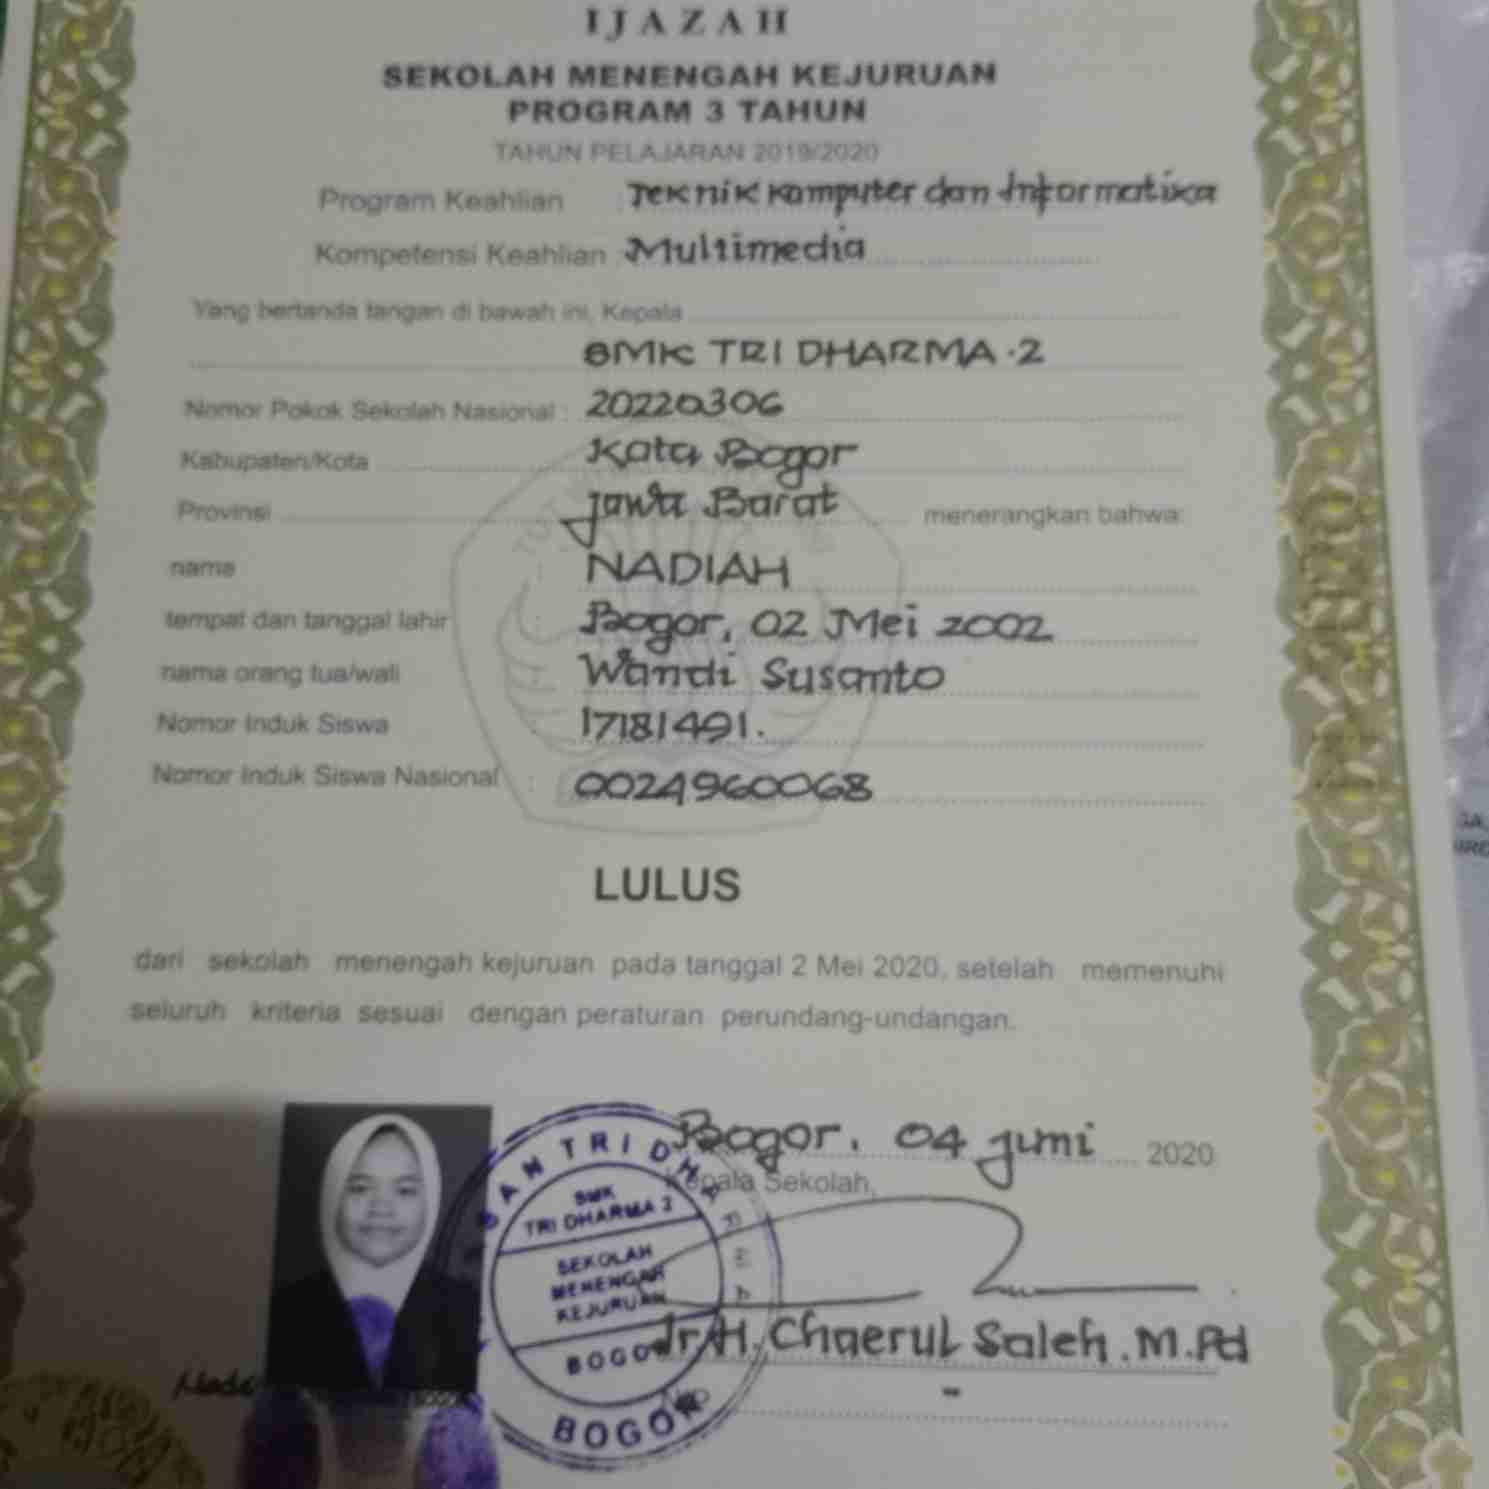 IJAZAH
SEKOLAH MENENGAH KEJURUAN
PROGRAM 3 TAHUN
TAHUN PELAJARAN 2019/2020
Program Keahlian : Teknik Komputer dan Informatika
Kompetensi Keahlian : Multimedia
Yang bertanda tangan di bawah ini, Kepala
SMK TRI DHARMA.2
Nomor Pokok Sekolah Nasional : 20220306
Kabupaten/Kota Kota Bogor
Provinsi Jawa Barat menerangkan bahwa:
nama : NADIAH
tempat dan tanggal lahir : Bogor, 02 Mei 2002
nama orang tua/wali : Wandi Susanto
Nomor Induk Siswa : 17181491.
Nomor Induk Siswa Nasional : 0024960068
LULUS
dari sekolah menengah kejuruan pada tanggal 2 Mei 2020, setelah memenuhi
seluruh kriteria sesuai dengan peraturan perundang-undangan.
Bogor, 04 Juni 2020
Kepala Sekolah,
TRI DHARMA
SMK
TRI DHARMA 2
SEKOLAH
MENENGAH
KEJURUAN
BOGOR
BOGOR
Ir.H. Chaerul Saleh.M.Pd
-